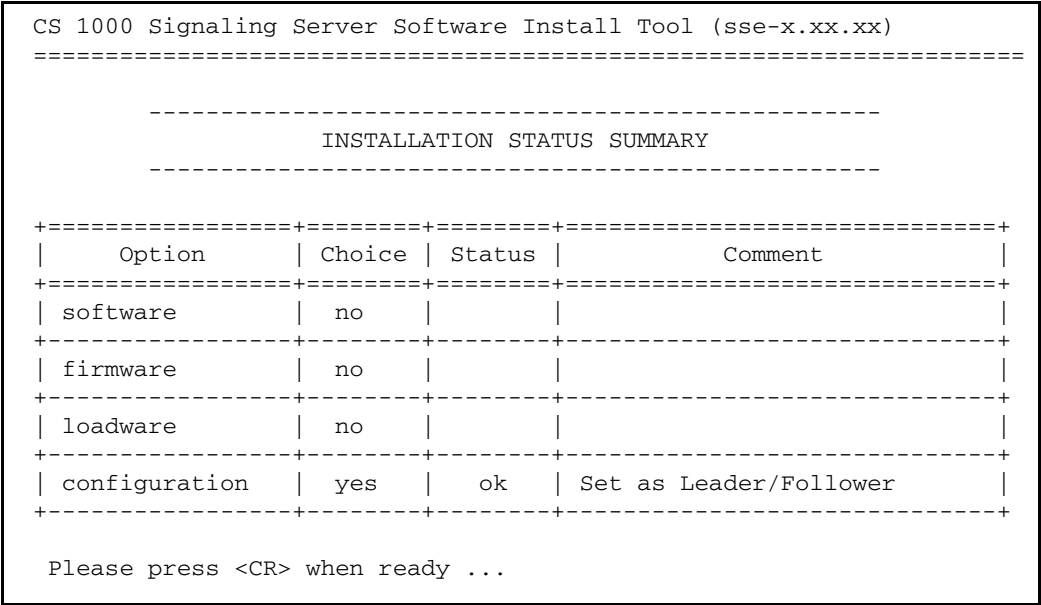 CS 1000 Signaling Server Software Install Tool (sse-x.xx.xx)
=====================================================================
---------------------------------------------------
INSTALLATION STATUS SUMMARY
---------------------------------------------------
+=================+========+========+==============================+
| Option | Choice | Status | Comment |
+=================+========+========+==============================+
| software | no | | |
+-----------------+--------+--------+------------------------------+
| firmware | no | | |
+-----------------+--------+--------+------------------------------+
| loadware | no | | |
+-----------------+--------+--------+------------------------------+
| configuration | yes | ok | Set as Leader/Follower |
+-----------------+--------+--------+------------------------------+
Please press <CR> when ready ...